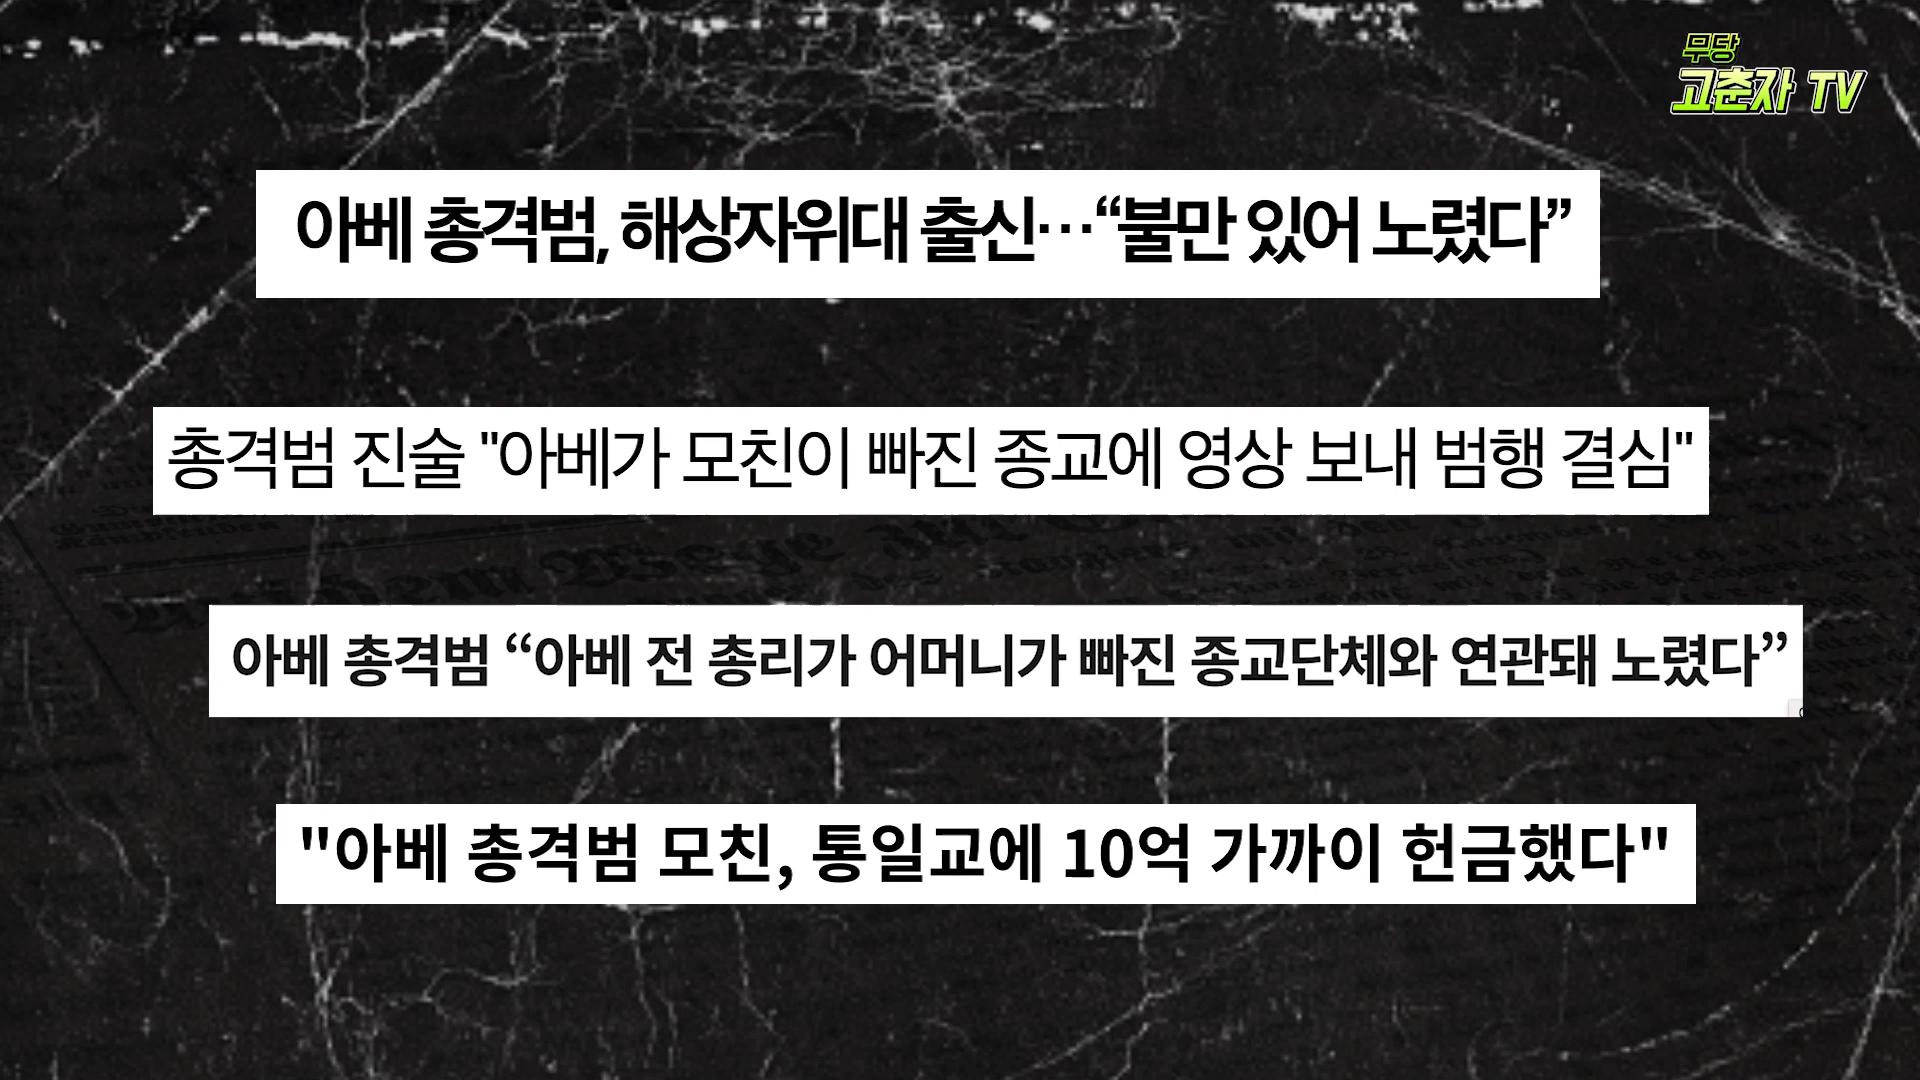 무당
고춘자 TV
아베 총격범, 해상자위대 출신…“불만 있어 노렸다”
총격범 진술 "아베가 모친이 빠진 종교에 영상 보내 범행 결심"
아베 총격범 “아베 전 총리가 어머니가 빠진 종교단체와 연관돼 노렸다”
"아베 총격범 모친, 통일교에 10억 가까이 헌금했다"